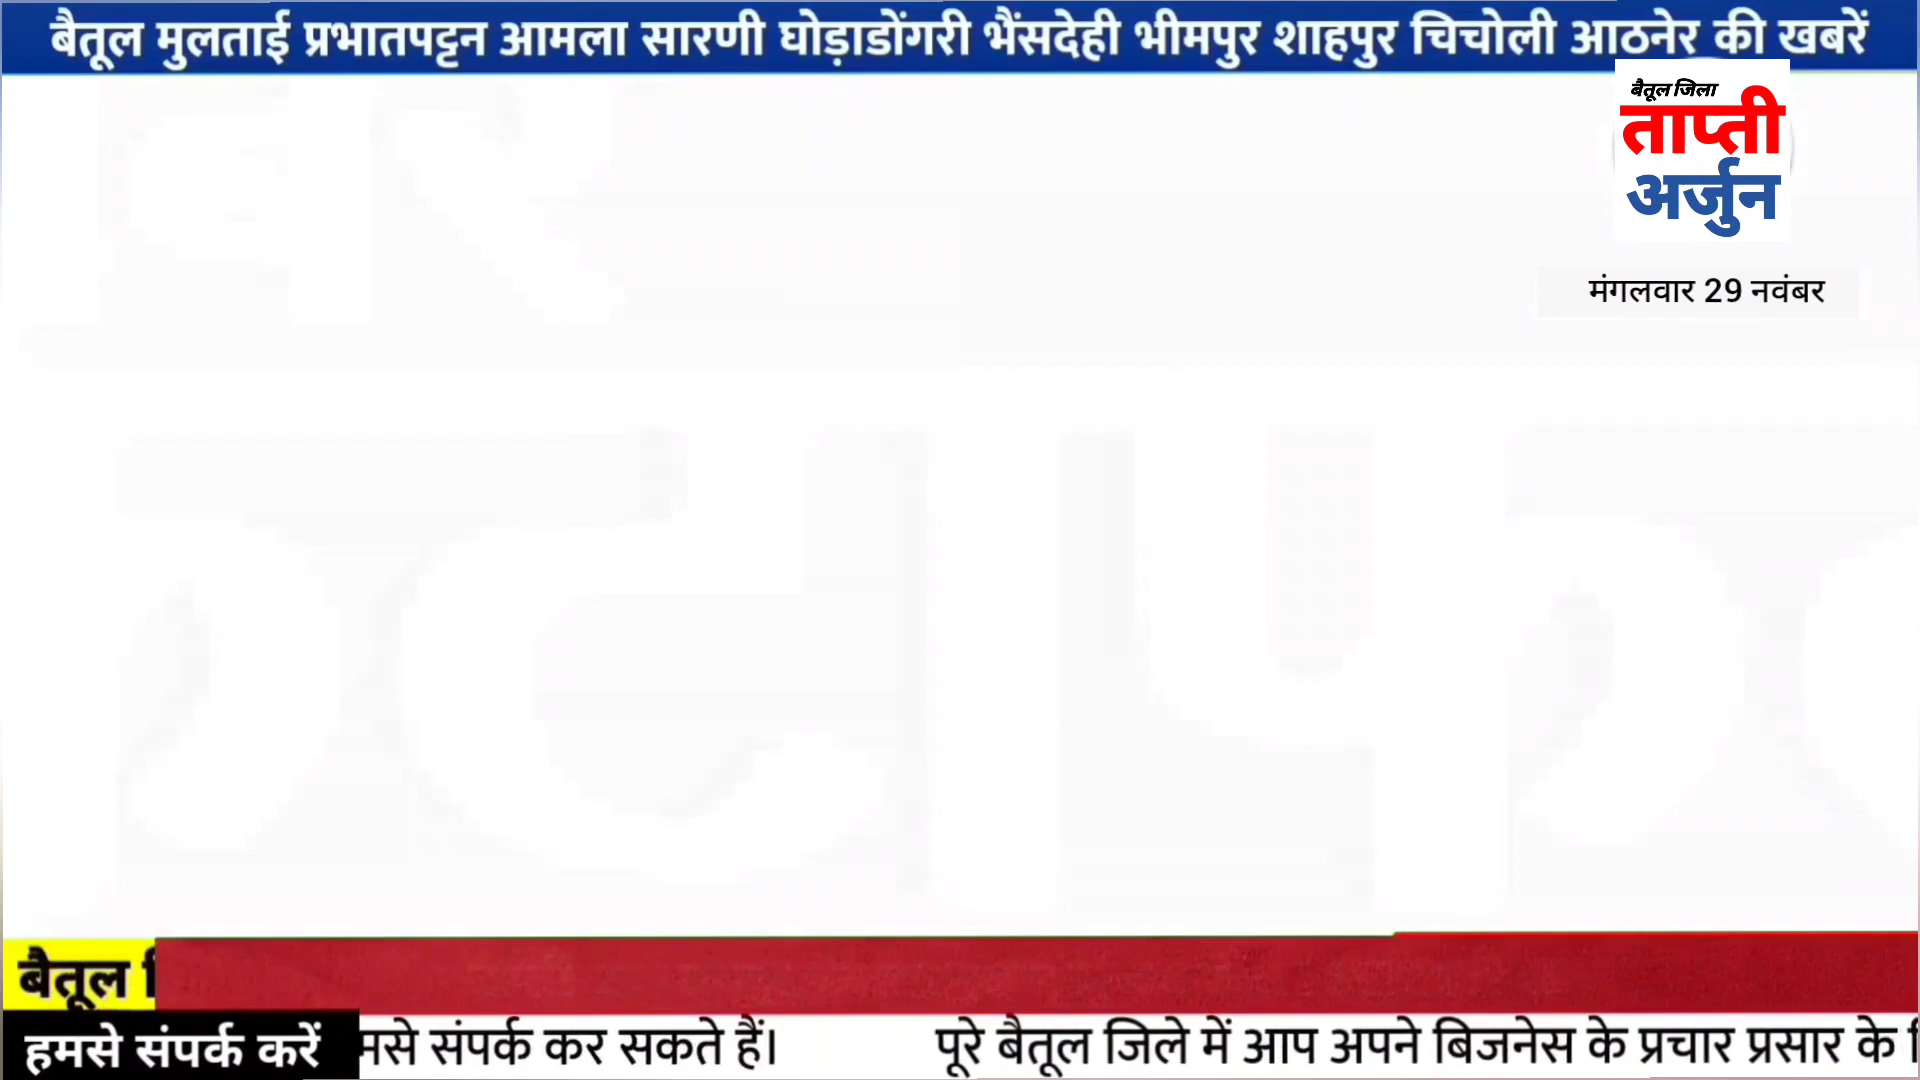 बैतूल मुलताई प्रभातपट्टन आमला सारणी घोड़ाडोंगरी भैंसदेही भीमपुर शाहपुर चिचोली आठनेर की खबरें
बैतूल जिला
ताप्ती
अर्जुन
मंगलवार 29 नवंबर
बैतूल
हमसे संपर्क करें
मसे संपर्क कर सकते हैं। पूरे बैतूल जिले में आप अपने बिजनेस के प्रचार प्रसार के